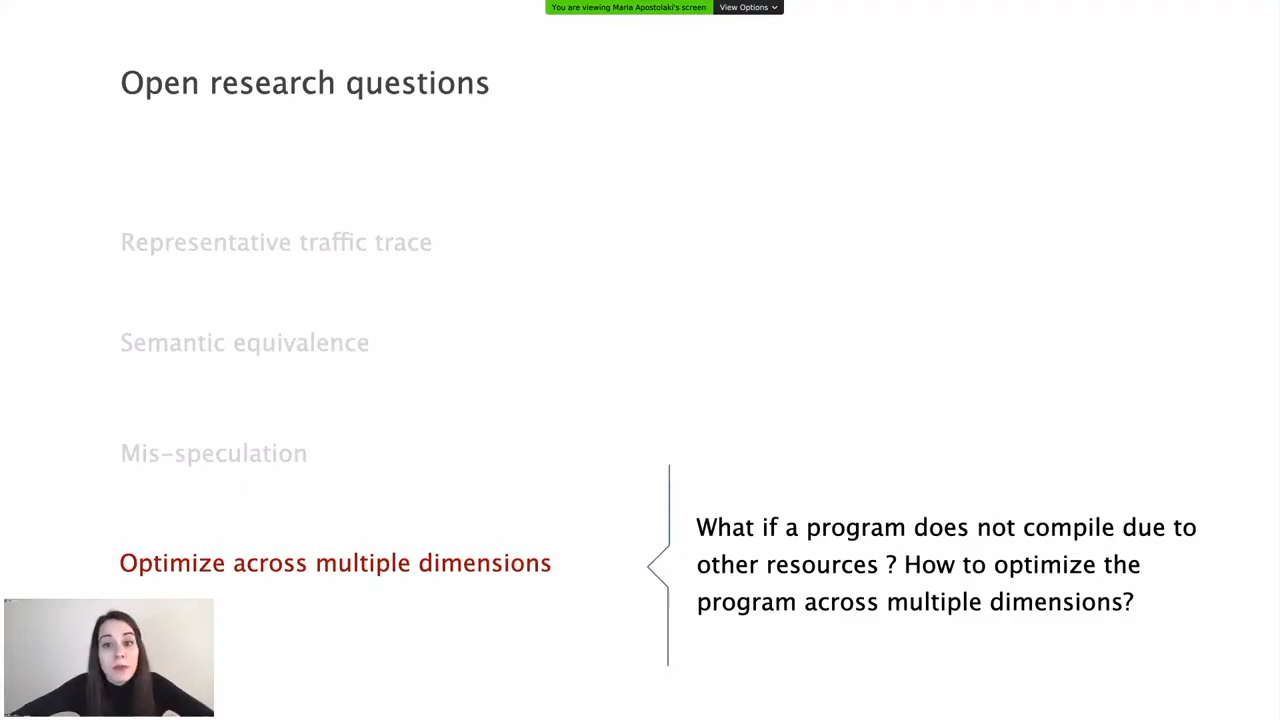 You are viewing Maria Apostolaki's screen
View Options
Open research questions
Representative traffic trace
Semantic equivalence
Mis-speculation
Optimize across multiple dimensions
What if a program does not compile due to
other resources ? How to optimize the
program across multiple dimensions?